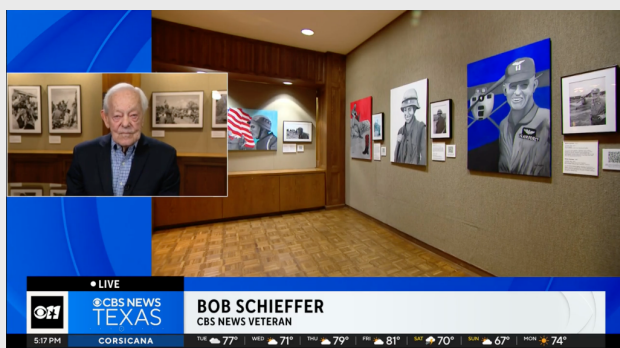 LIVE
CBS NEWS
TEXAS
BOB SCHIEFFER
CBS NEWS VETERAN
5:17 PM
CORSICANA
TUE 77° WED 71° THU 79° FRI 81° SAT 70° SUN 67° MON 74°